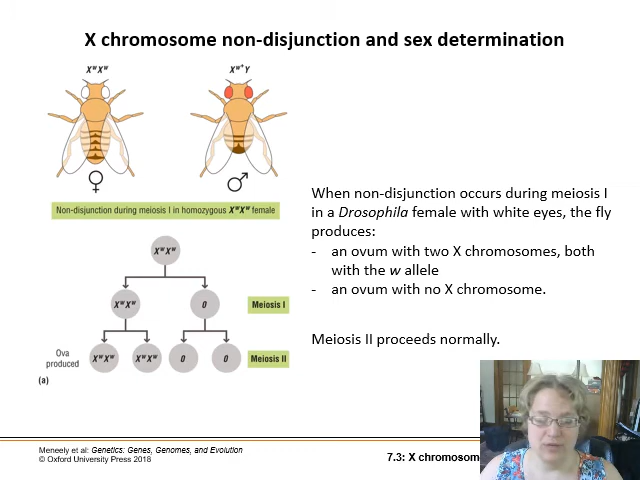 X chromosome non-disjunction and sex determination
XʷXʷ
Xʷ⁺Y
♀
♂
Non-disjunction during meiosis I in homozygous XʷXʷ female
XʷXʷ
XʷXʷ
0
Meiosis I
Ova
produced
XʷXʷ
XʷXʷ
0
0
Meiosis II
(a)
When non-disjunction occurs during meiosis I
in a Drosophila female with white eyes, the fly
produces:
- an ovum with two X chromosomes, both
with the w allele
- an ovum with no X chromosome.
Meiosis II proceeds normally.
Meneely et al: Genetics: Genes, Genomes, and Evolution
© Oxford University Press 2018
7.3: X chromosome